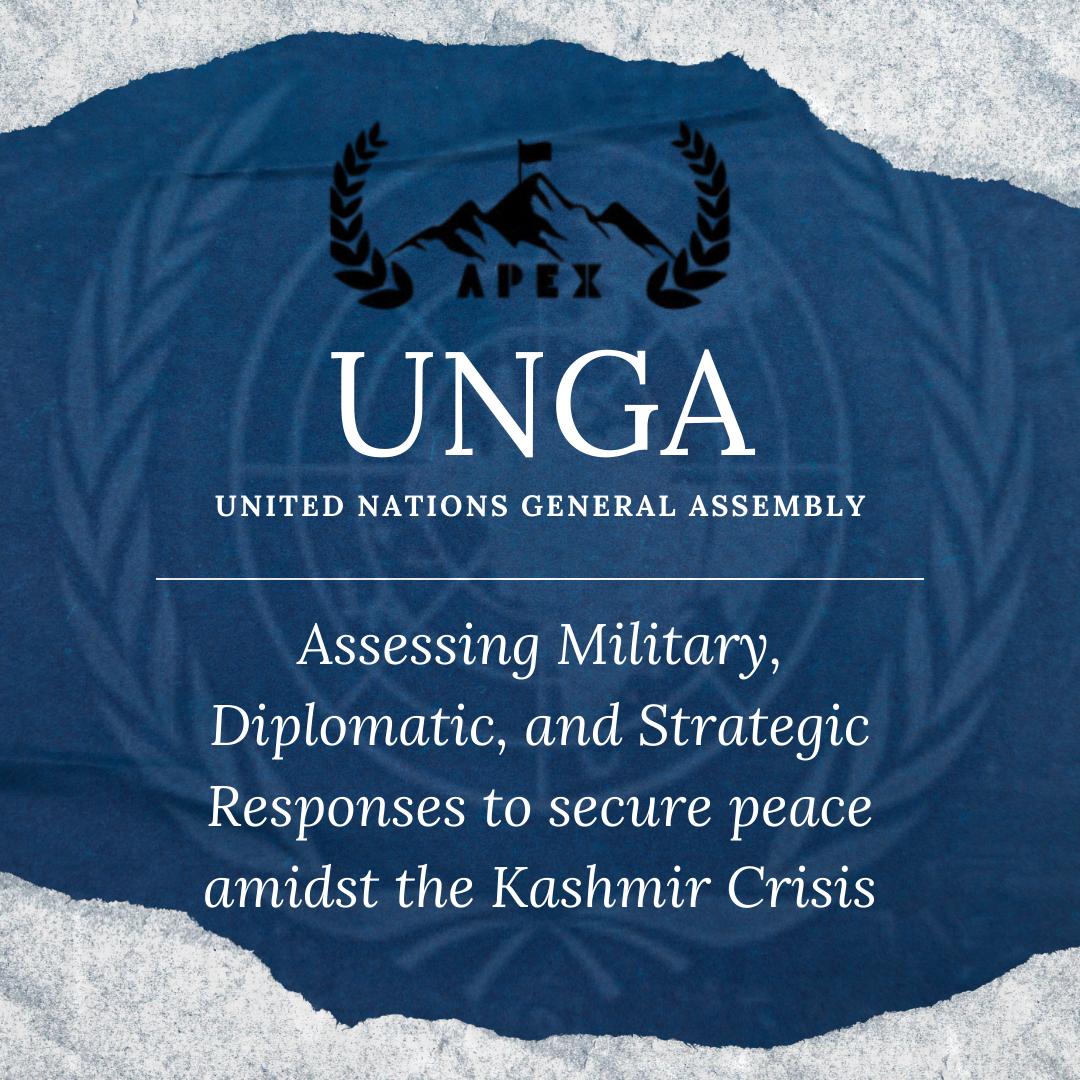 APEX
UNGA
UNITED NATIONS GENERAL ASSEMBLY
Assessing Military,
Diplomatic, and Strategic
Responses to secure peace
amidst the Kashmir Crisis